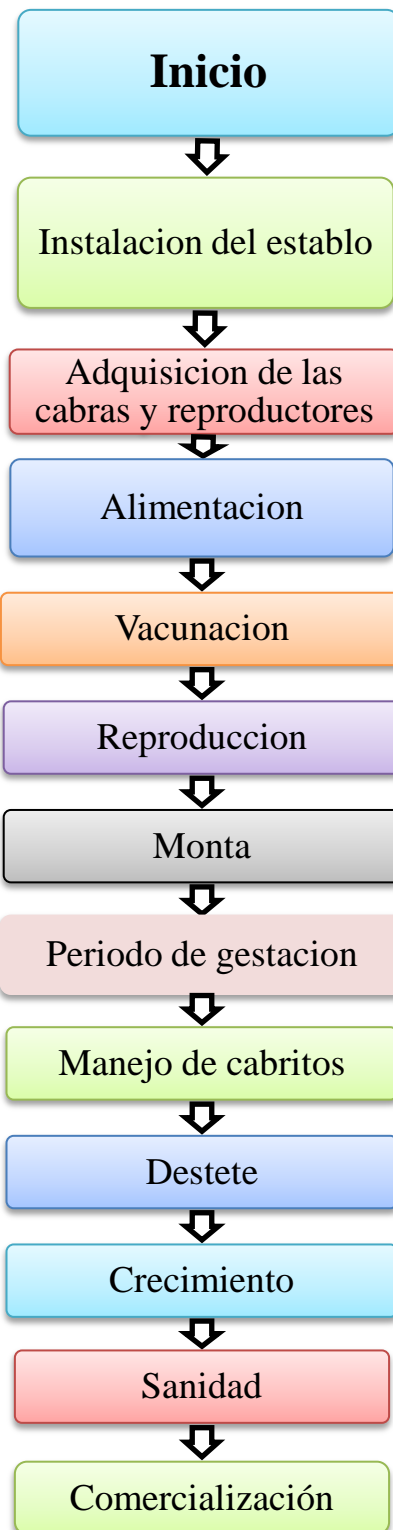 Inicio
Instalacion del establo
Adquisicion de las
cabras y reproductores
Alimentacion
Vacunacion
Reproduccion
Monta
Periodo de gestacion
Manejo de cabritos
Destete
Crecimiento
Sanidad
Comercialización